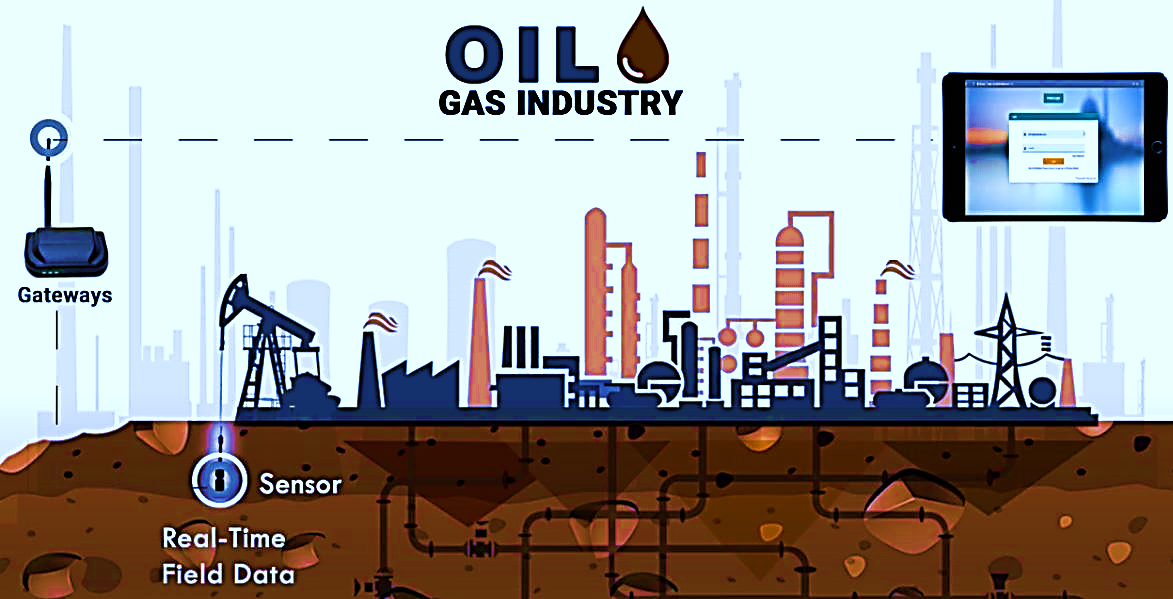 OIL
GAS INDUSTRY
Gateways
Sensor
Real-Time
Field Data